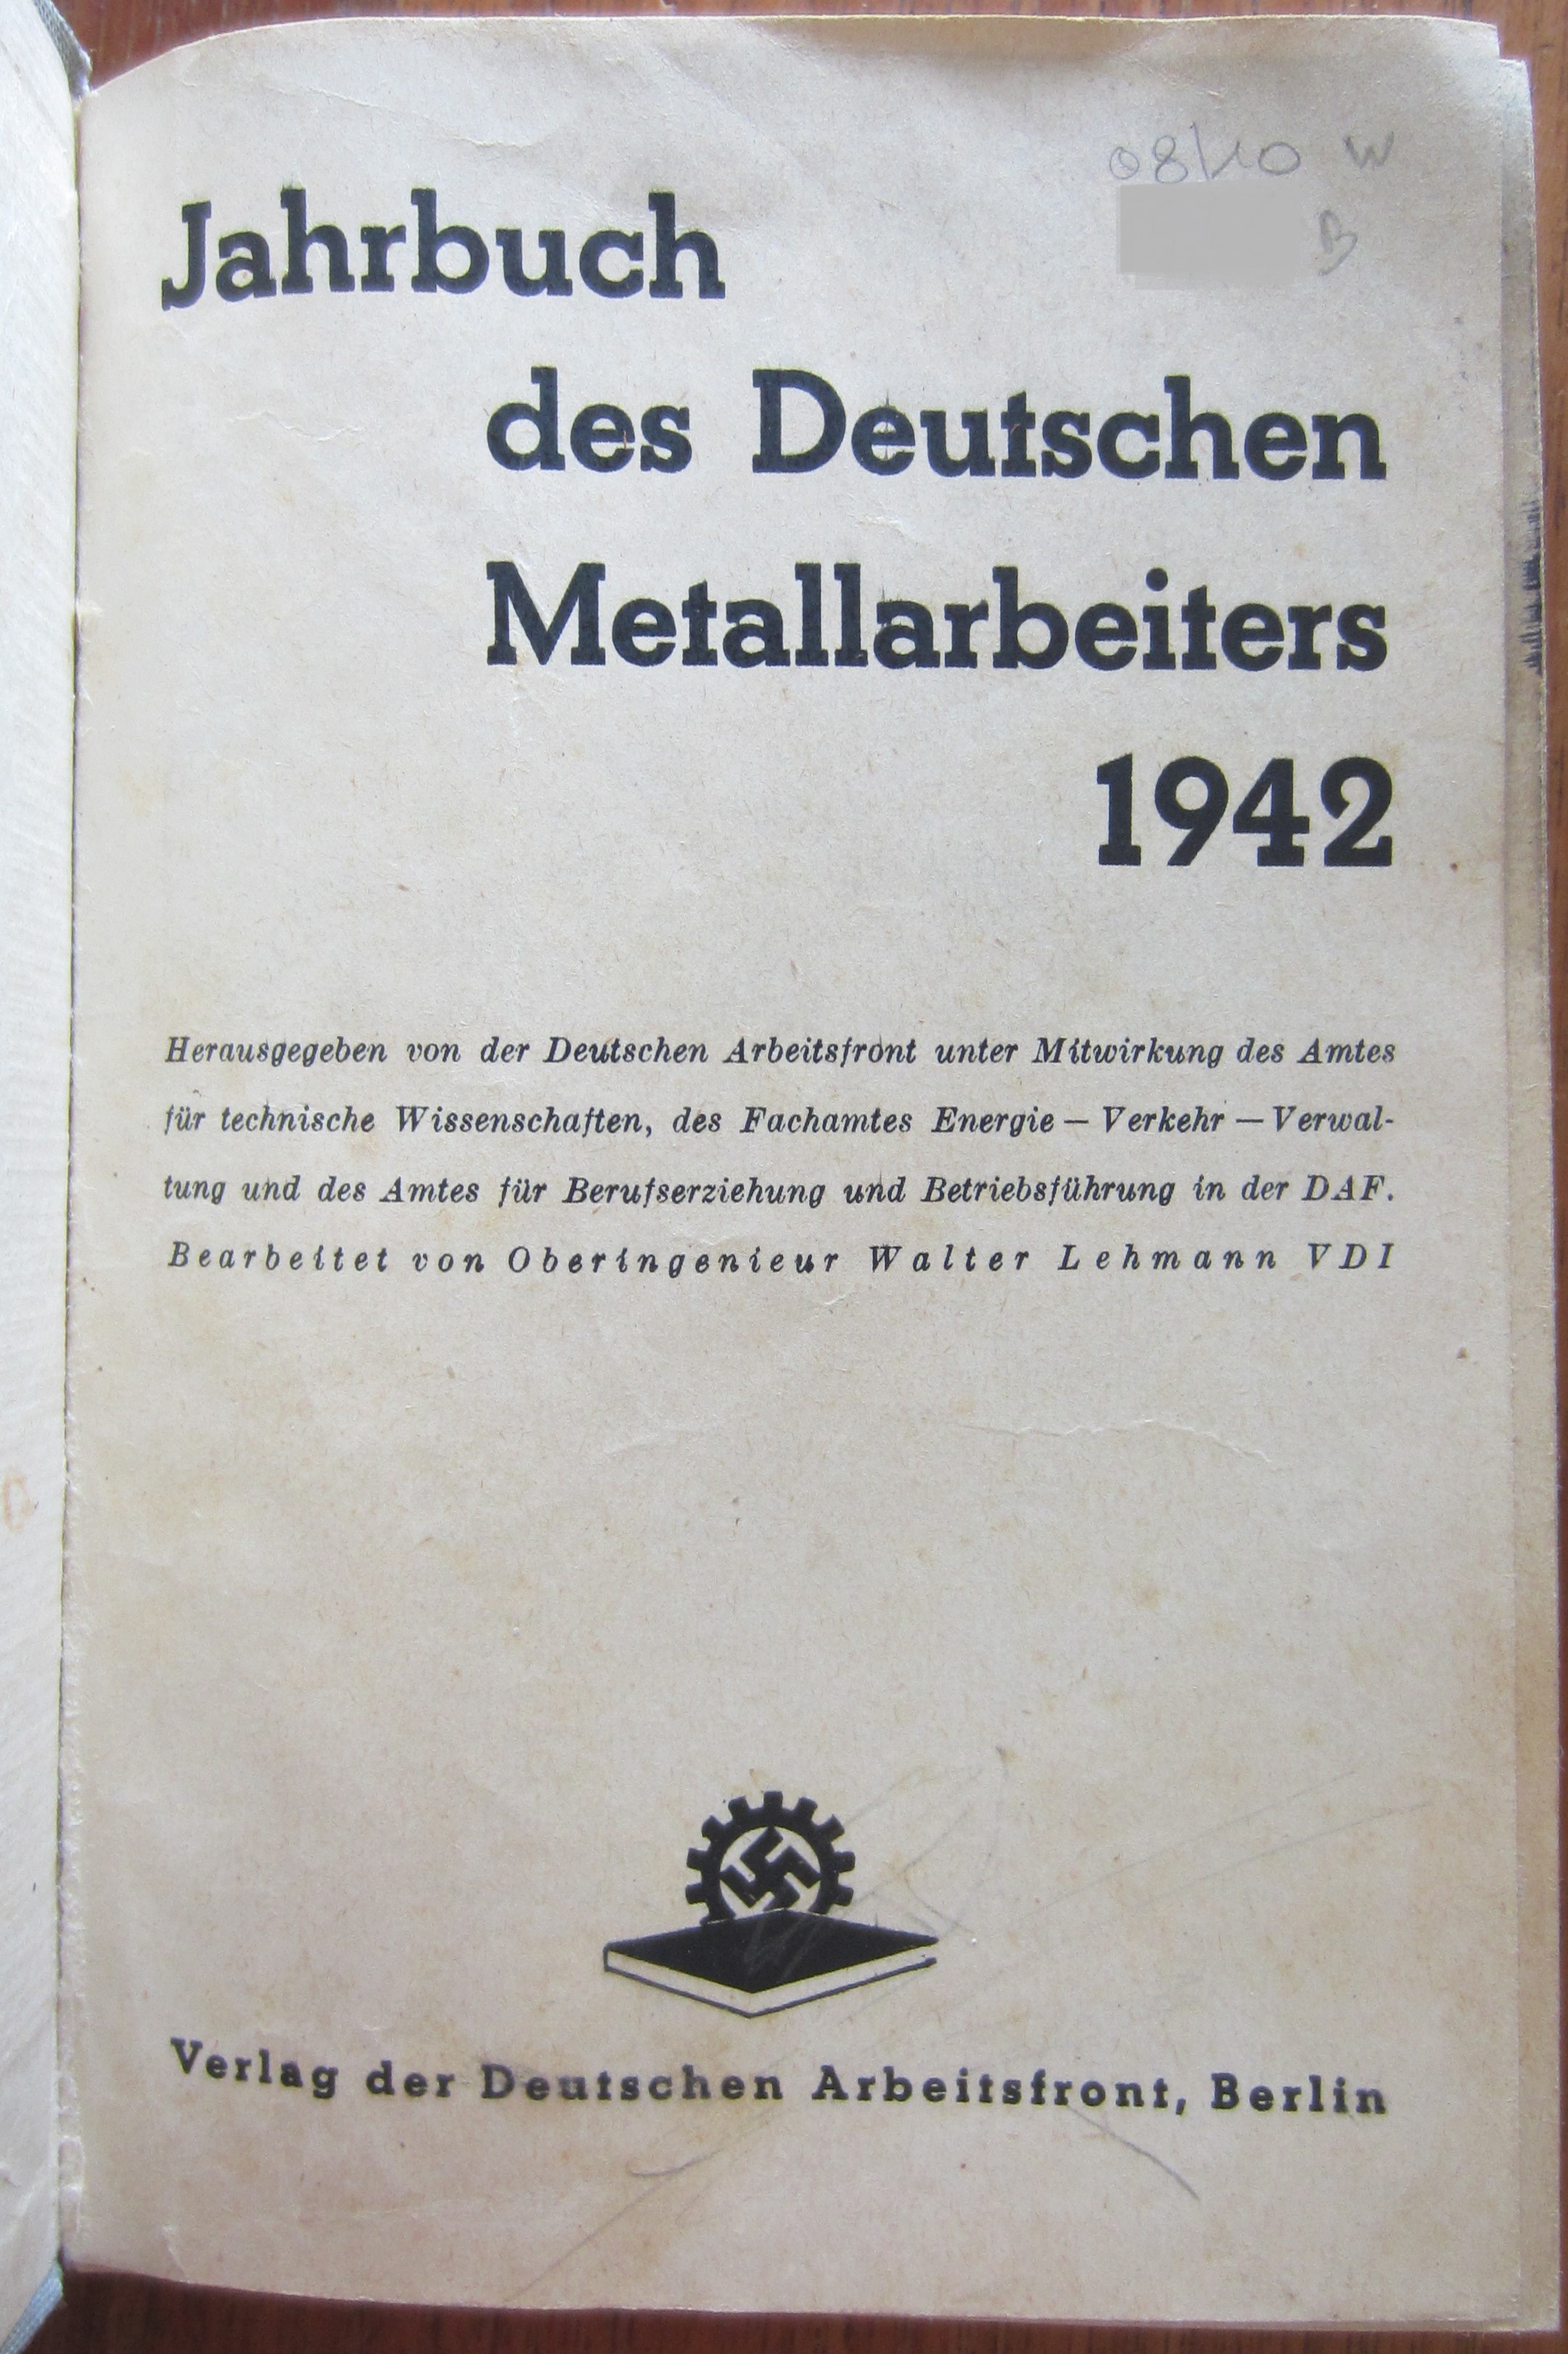 08/10 W
B
Jahrbuch
des Deutschen
Metallarbeiters
1942
Herausgegeben von der Deutschen Arbeitsfront unter Mitwirkung des Amtes
für technische Wissenschaften, des Fachamtes Energie — Verkehr — Verwal-
tung und des Amtes für Berufserziehung und Betriebsführung in der DAF.
Bearbeitet von Oberingenieur Walter Lehmann VDI
Verlag der Deutschen Arbeitsfront, Berlin